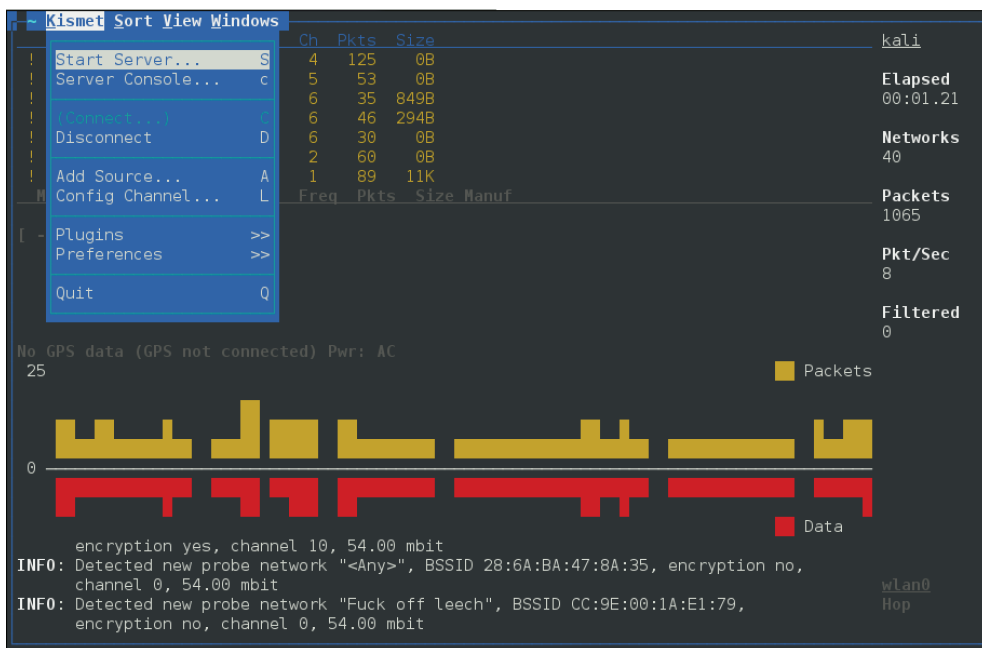 ~ Kismet Sort View Windows
Ch Pkts Size
kali
! Start Server... S 4 125 0B
! Server Console... c 5 53 0B
Elapsed
! 6 35 849B
00:01.21
! (Connect...) C 6 46 294B
! Disconnect D 6 30 0B
Networks
! 2 60 0B
40
! Add Source... A 1 89 11K
M Config Channel... L Freq Pkts Size Manuf
Packets
1065
[ - Plugins >>
Preferences >>
Pkt/Sec
8
Quit Q
Filtered
0
No GPS data (GPS not connected) Pwr: AC
25
Packets
0
Data
encryption yes, channel 10, 54.00 mbit
INFO: Detected new probe network "<Any>", BSSID 28:6A:BA:47:8A:35, encryption no,
channel 0, 54.00 mbit
wlan0
INFO: Detected new probe network "Fuck off leech", BSSID CC:9E:00:1A:E1:79,
Hop
encryption no, channel 0, 54.00 mbit